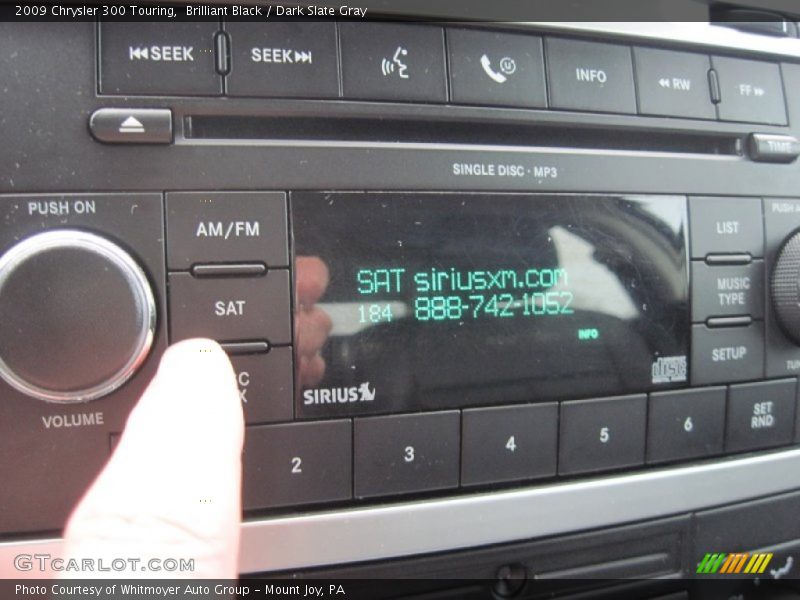 2009 Chrysler 300 Touring,  Brilliant Black / Dark Slate Gray
SEEK SEEK INFO RW FF
TIME
SINGLE DISC · MP3
PUSH ON AM/FM LIST
SAT siriusxm.com
184 888-742-1052
INFO
SAT MUSIC TYPE
SETUP
SIRIUS disc
VOLUME
2 3 4 5 6 SET RND
GTCARLOT.COM
Photo Courtesy of Whitmoyer Auto Group - Mount Joy, PA